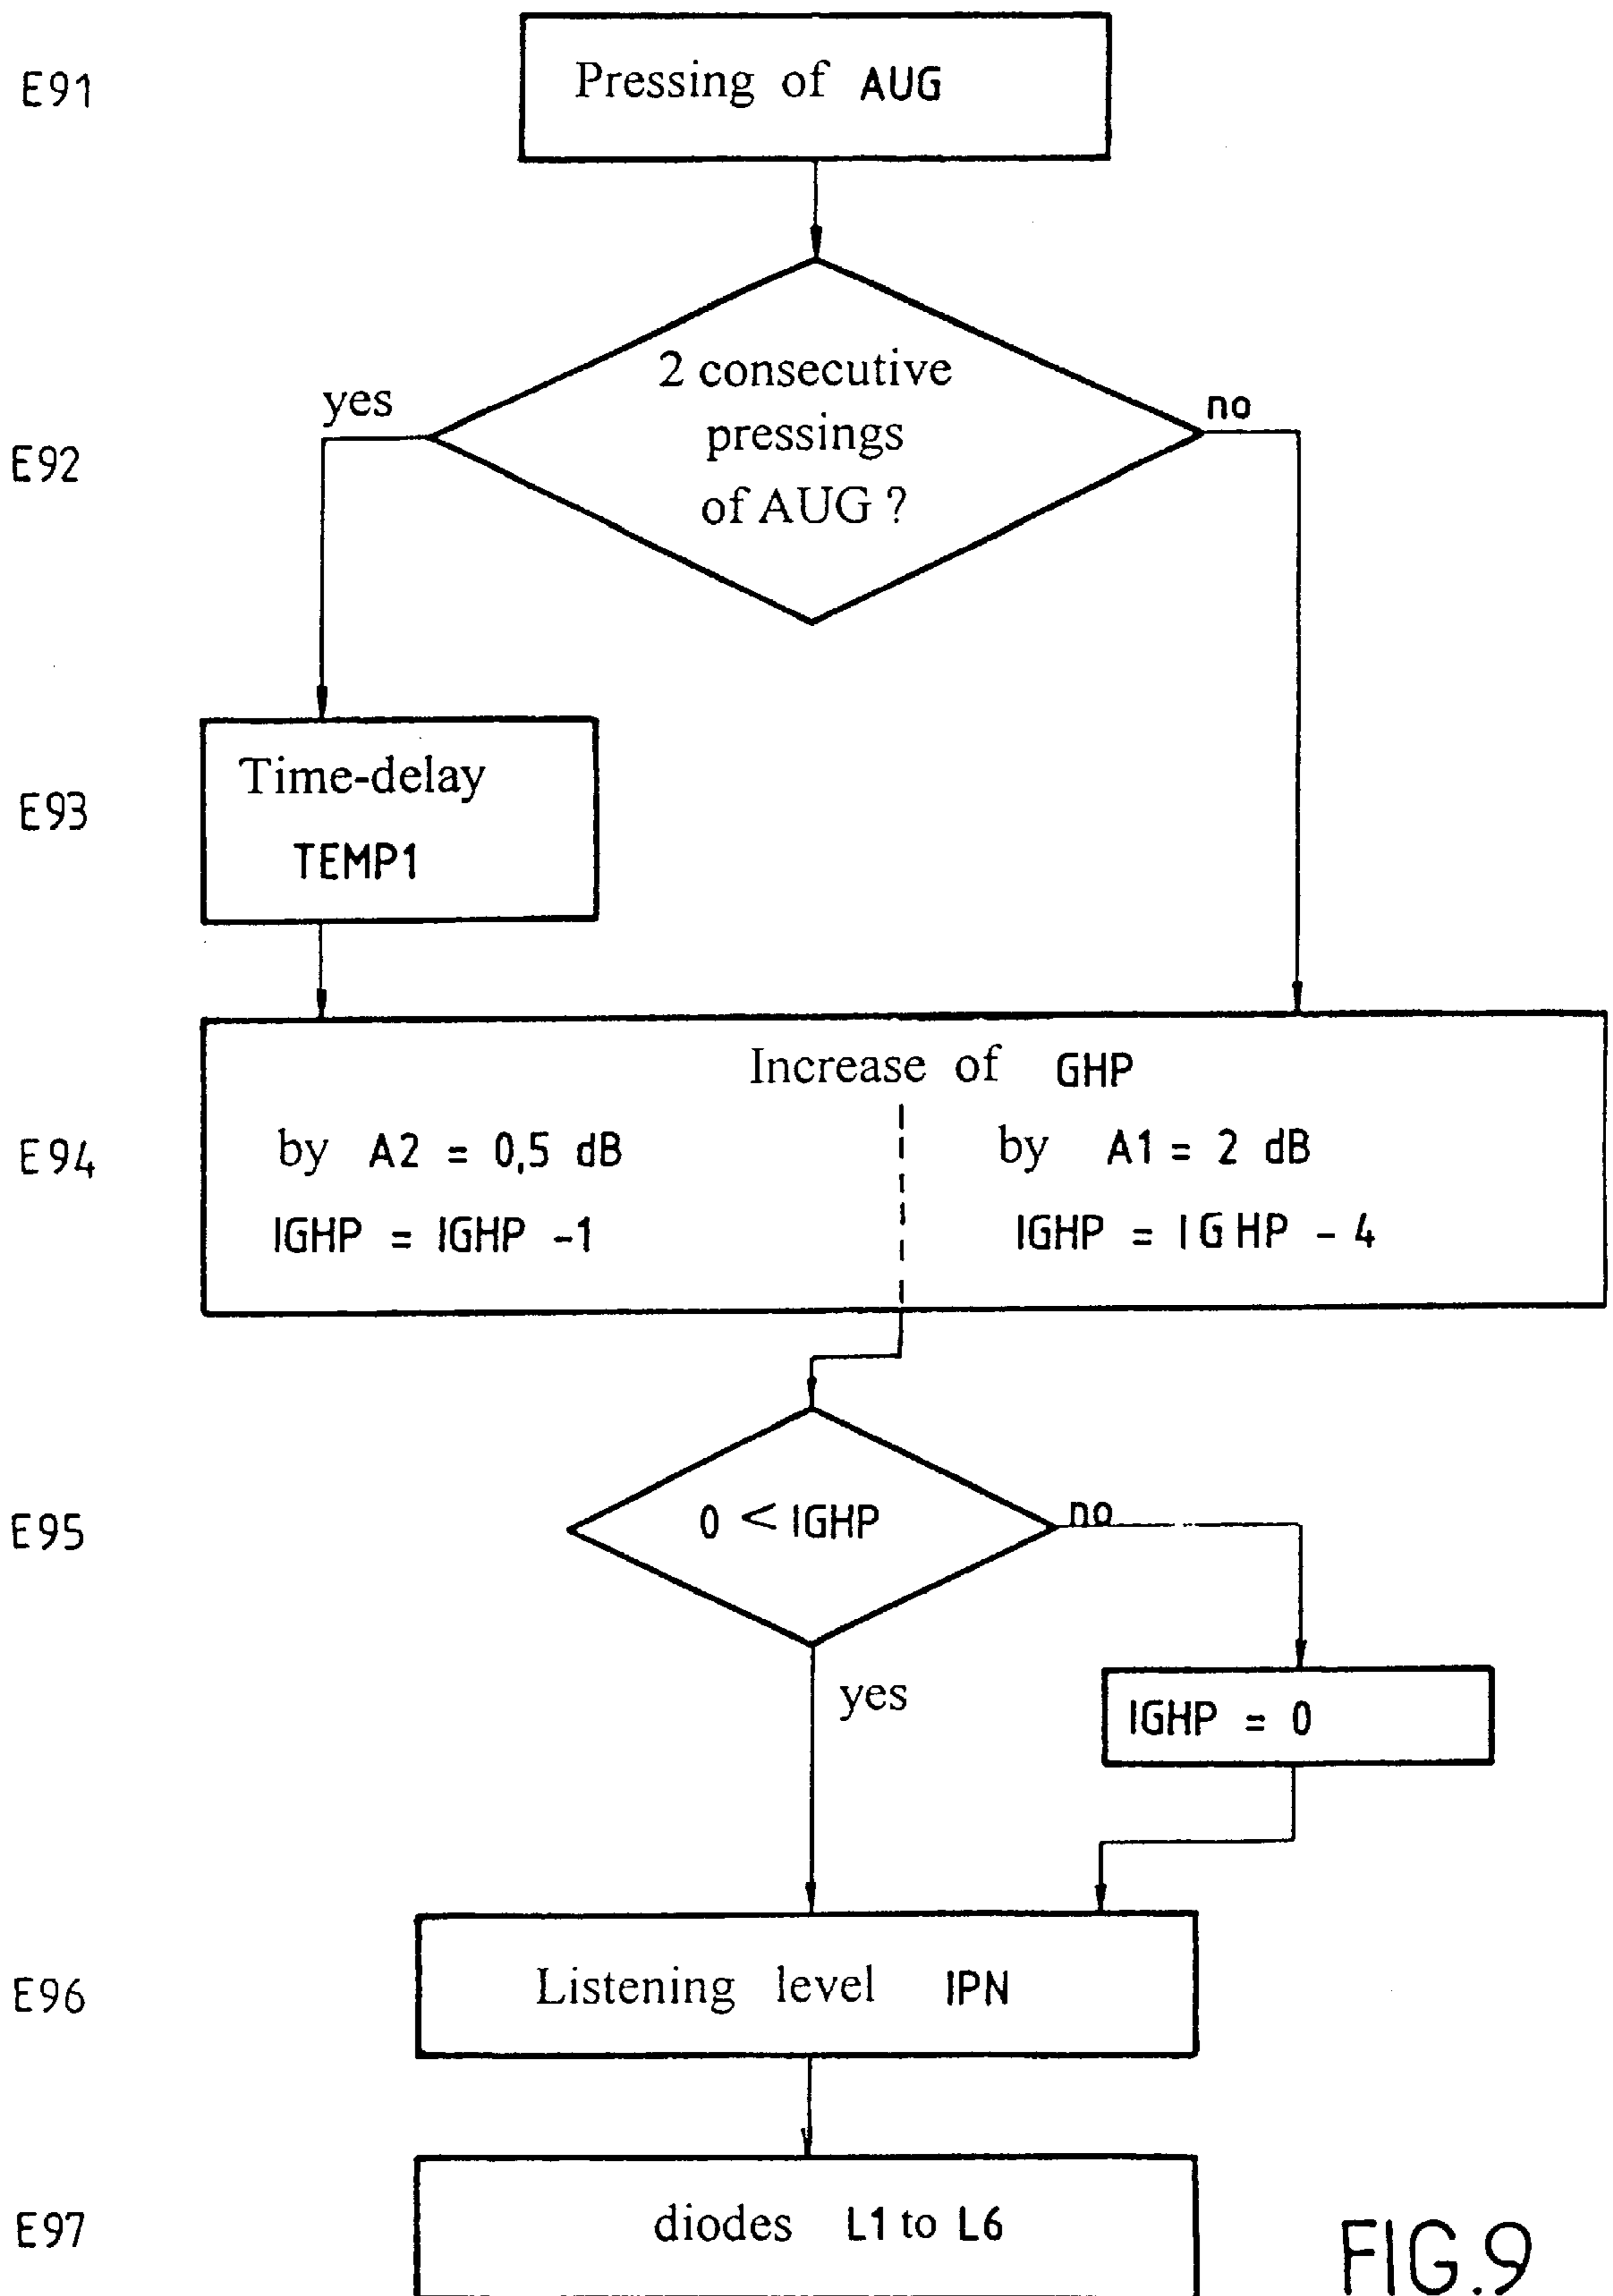 E91
Pressing of AUG
E92
2 consecutive
pressings
of AUG ?
yes
no
E93
Time-delay
TEMP1
E94
Increase of GHP
by A2 = 0,5 dB
IGHP = IGHP -1
by A1 = 2 dB
IGHP = IGHP - 4
E95
0 < IGHP
no
yes
IGHP = 0
E96
Listening level IPN
E97
diodes L1 to L6
FIG.9